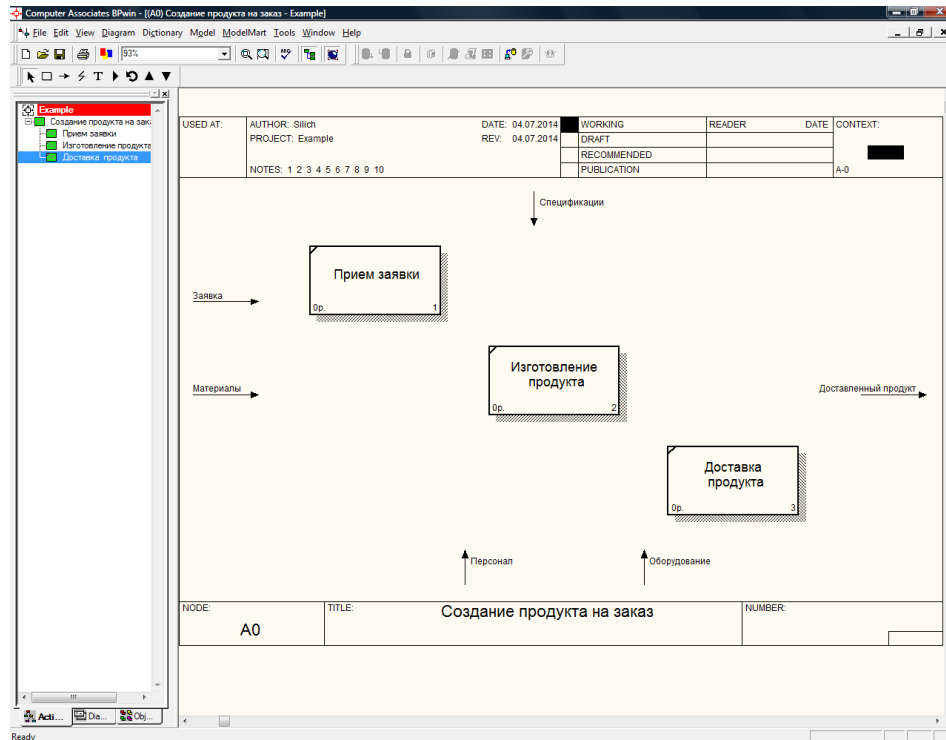 Computer Associates BPwin - [(A0) Создание продукта на заказ - Example]
File Edit View Diagram Dictionary Model ModelMart Tools Window Help
93%
Example
Создание продукта на зак
Прием заявки
Изготовление продукта
Доставка продукта
USED AT: AUTHOR: Silich DATE: 04.07.2014 WORKING READER DATE CONTEXT:
PROJECT: Example REV: 04.07.2014 DRAFT
RECOMMENDED
NOTES: 1 2 3 4 5 6 7 8 9 10 PUBLICATION A-0
Спецификации
Прием заявки
0р. 1
Заявка
Изготовление
продукта
0р. 2
Материалы
Доставленный продукт
Доставка
продукта
0р. 3
Персонал
Оборудование
NODE: TITLE: Создание продукта на заказ NUMBER:
A0
Acti... Dia... Obj...
Ready